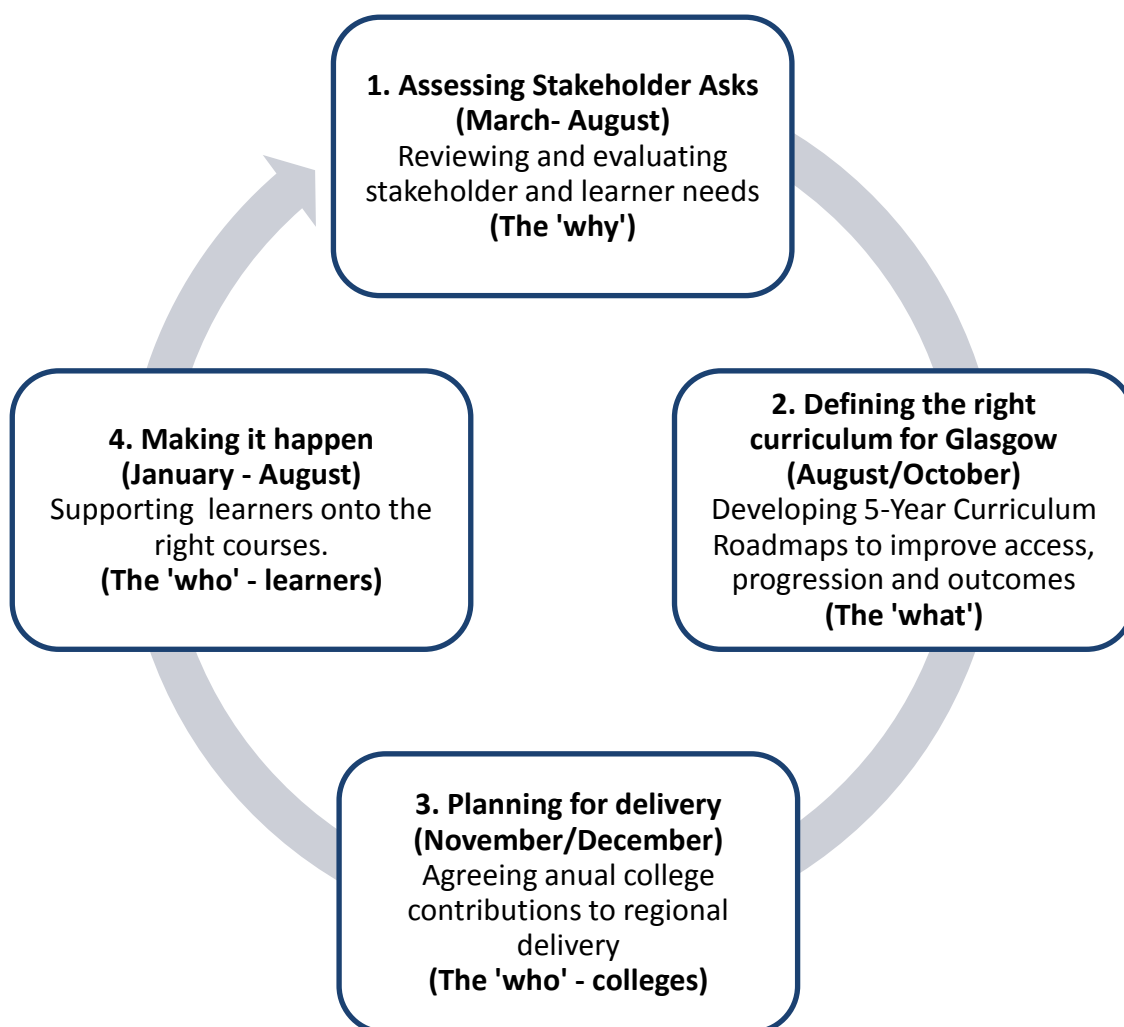 1. Assessing Stakeholder Asks
(March- August)
Reviewing and evaluating
stakeholder and learner needs
(The 'why')
2. Defining the right
curriculum for Glasgow
(August/October)
Developing 5-Year Curriculum
Roadmaps to improve access,
progression and outcomes
(The 'what')
3. Planning for delivery
(November/December)
Agreeing anual college
contributions to regional
delivery
(The 'who' - colleges)
4. Making it happen
(January - August)
Supporting  learners onto the
right courses.
(The 'who' - learners)